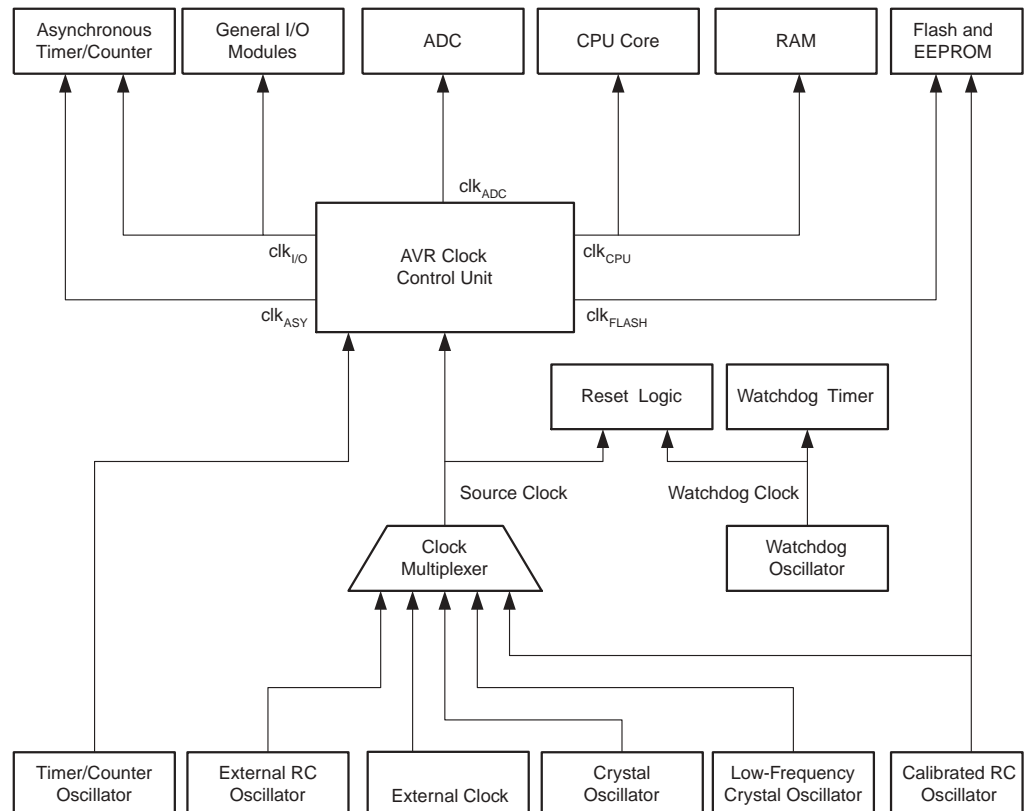 Asynchronous
Timer/Counter
General I/O
Modules
ADC
CPU Core
RAM
Flash and
EEPROM
clkADC
clkI/O
AVR Clock
Control Unit
clkCPU
clkASY
clkFLASH
Reset Logic
Watchdog Timer
Source Clock
Watchdog Clock
Clock
Multiplexer
Watchdog
Oscillator
Timer/Counter
Oscillator
External RC
Oscillator
External Clock
Crystal
Oscillator
Low-Frequency
Crystal Oscillator
Calibrated RC
Oscillator